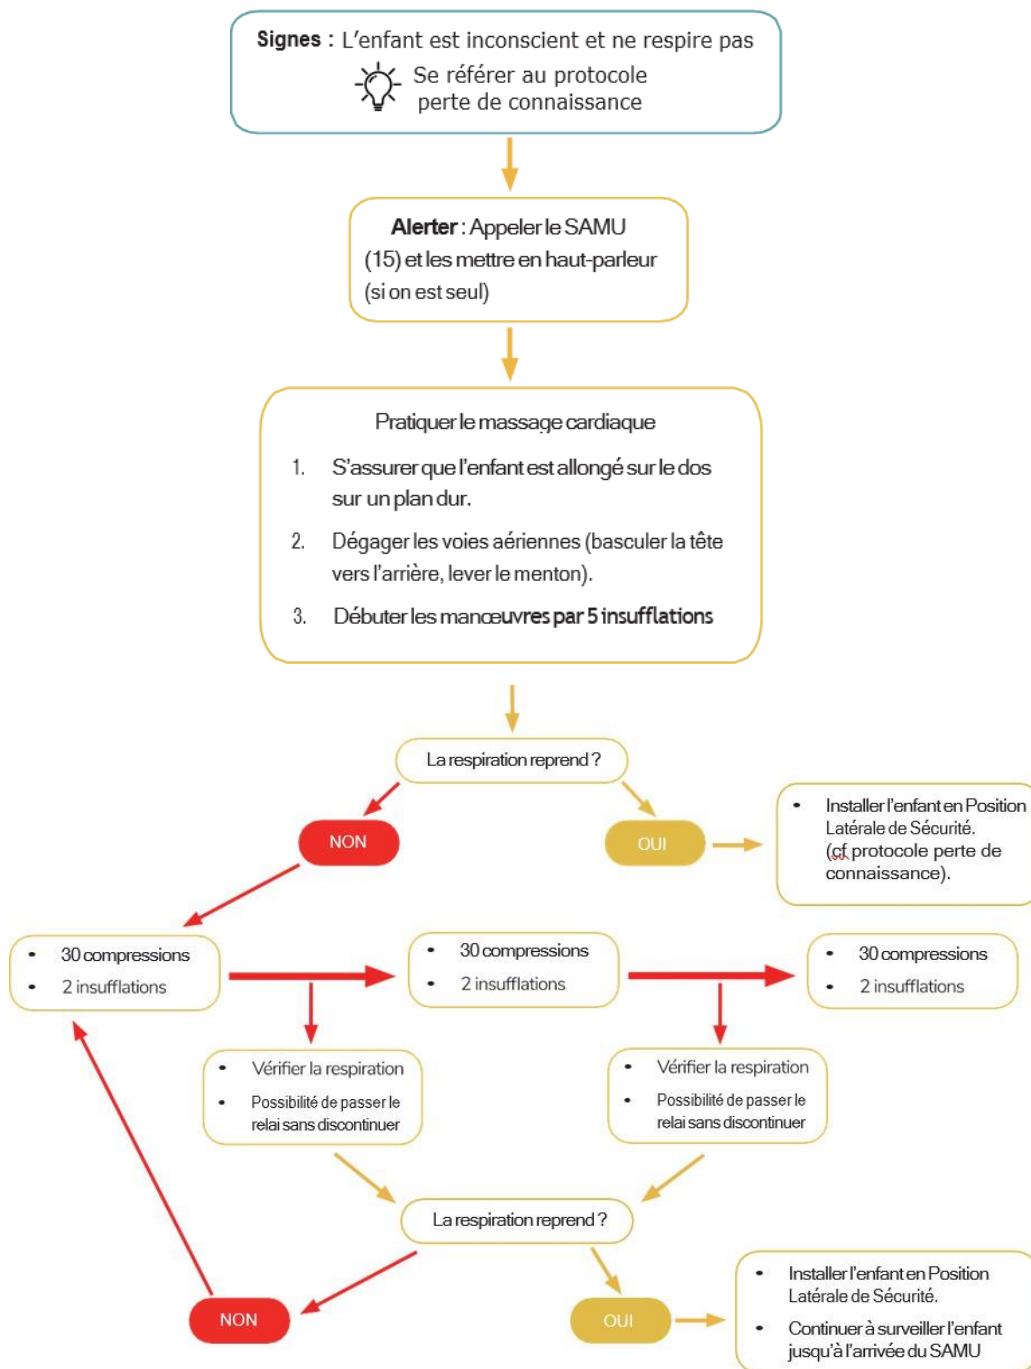 Signes : L'enfant est inconscient et ne respire pas
Se référer au protocole
perte de connaissance
Alerter : Appeler le SAMU
(15) et les mettre en haut-parleur
(si on est seul)
Pratiquer le massage cardiaque
1. S'assurer que l'enfant est allongé sur le dos
sur un plan dur.
2. Dégager les voies aériennes (basculer la tête
vers l'arrière, lever le menton).
3. Débuter les manœuvres par 5 insufflations
La respiration reprend ?
NON
OUI
• Installer l'enfant en Position
Latérale de Sécurité.
(cf protocole perte de
connaissance).
• 30 compressions
• 2 insufflations
• 30 compressions
• 2 insufflations
• 30 compressions
• 2 insufflations
• Vérifier la respiration
• Possibilité de passer le
relai sans discontinuer
• Vérifier la respiration
• Possibilité de passer le
relai sans discontinuer
La respiration reprend ?
NON
OUI
• Installer l'enfant en Position
Latérale de Sécurité.
• Continuer à surveiller l'enfant
jusqu'à l'arrivée du SAMU